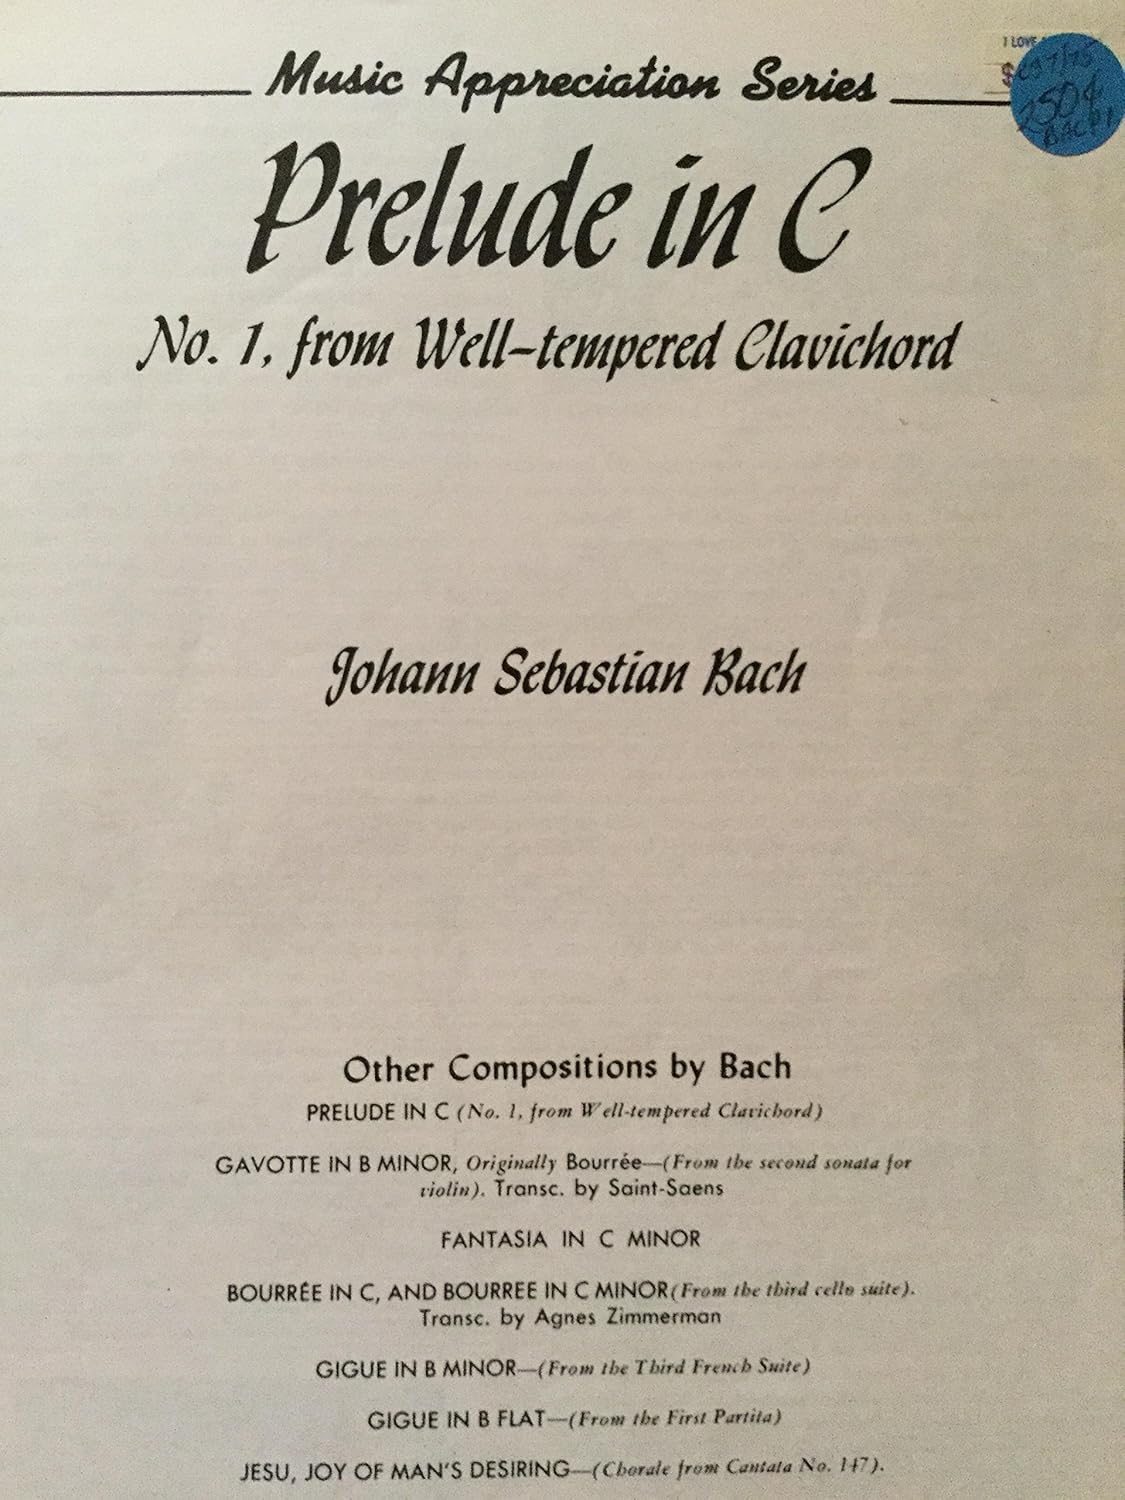 Music Appreciation Series
I LOVE
$
250¢
BACH
Prelude in C
No. 1, from Well-tempered Clavichord
Johann Sebastian Bach
Other Compositions by Bach
PRELUDE IN C (No. 1, from Well-tempered Clavichord)
GAVOTTE IN B MINOR, Originally Bourrée—(From the second sonata for
violin). Transc. by Saint-Saens
FANTASIA IN C MINOR
BOURRÉE IN C, AND BOURREE IN C MINOR (From the third cello suite).
Transc. by Agnes Zimmerman
GIGUE IN B MINOR—(From the Third French Suite)
GIGUE IN B FLAT—(From the First Partita)
JESU, JOY OF MAN'S DESIRING—(Chorale from Cantata No. 147).